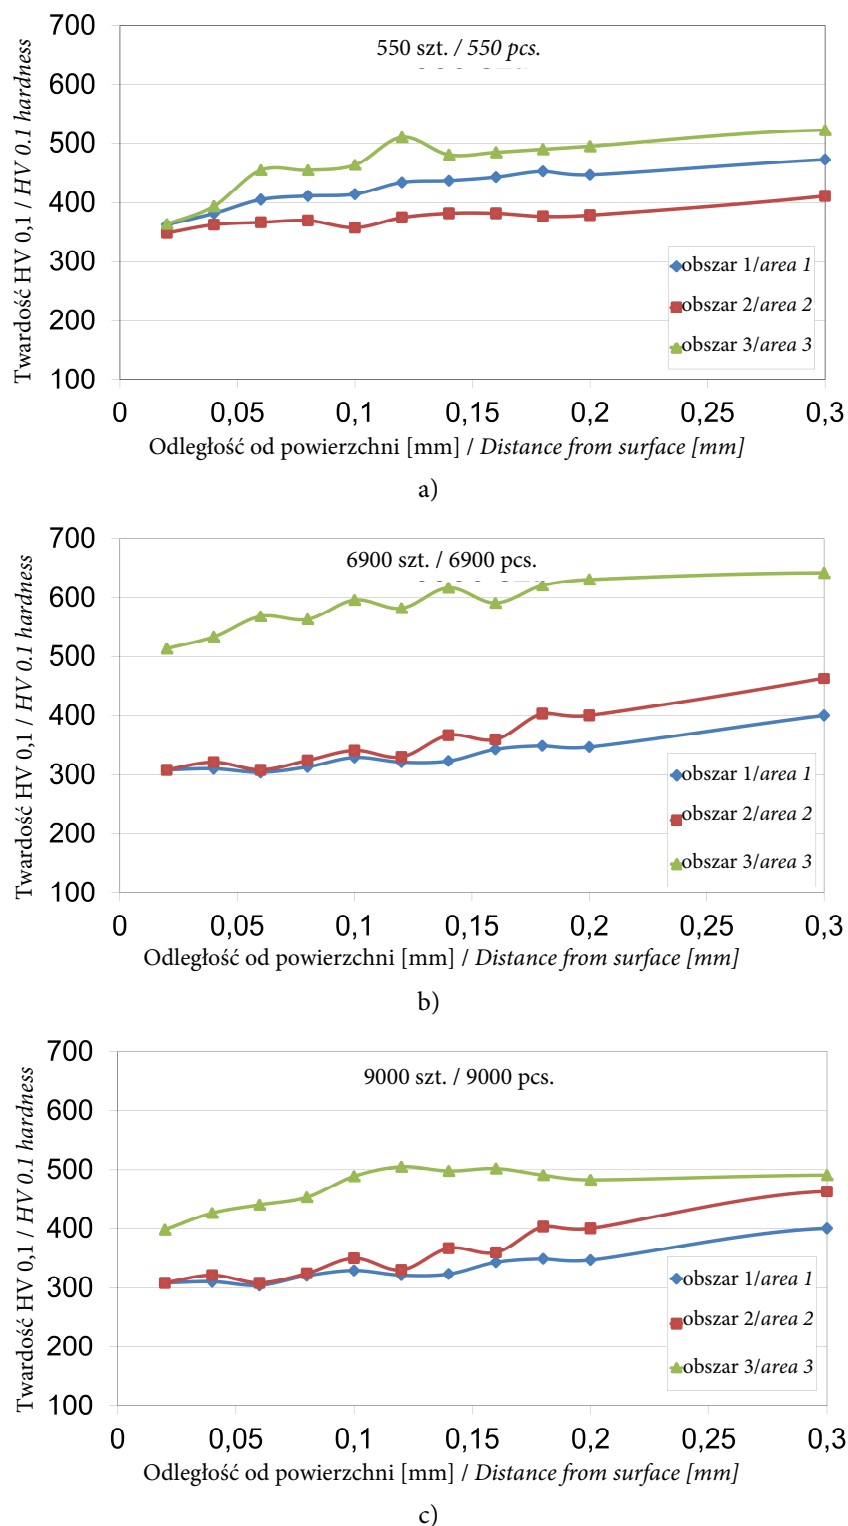 Twardość HV 0,1 / HV 0.1 hardness
700
600
500
400
300
200
100
550 szt. / 550 pcs.
obszar 1/area 1
obszar 2/area 2
obszar 3/area 3
0 0,05 0,1 0,15 0,2 0,25 0,3
Odległość od powierzchni [mm] / Distance from surface [mm]
a)
Twardość HV 0,1 / HV 0.1 hardness
700
600
500
400
300
200
100
6900 szt. / 6900 pcs.
obszar 1/area 1
obszar 2/area 2
obszar 3/area 3
0 0,05 0,1 0,15 0,2 0,25 0,3
Odległość od powierzchni [mm] / Distance from surface [mm]
b)
Twardość HV 0,1 / HV 0.1 hardness
700
600
500
400
300
200
100
9000 szt. / 9000 pcs.
obszar 1/area 1
obszar 2/area 2
obszar 3/area 3
0 0,05 0,1 0,15 0,2 0,25 0,3
Odległość od powierzchni [mm] / Distance from surface [mm]
c)